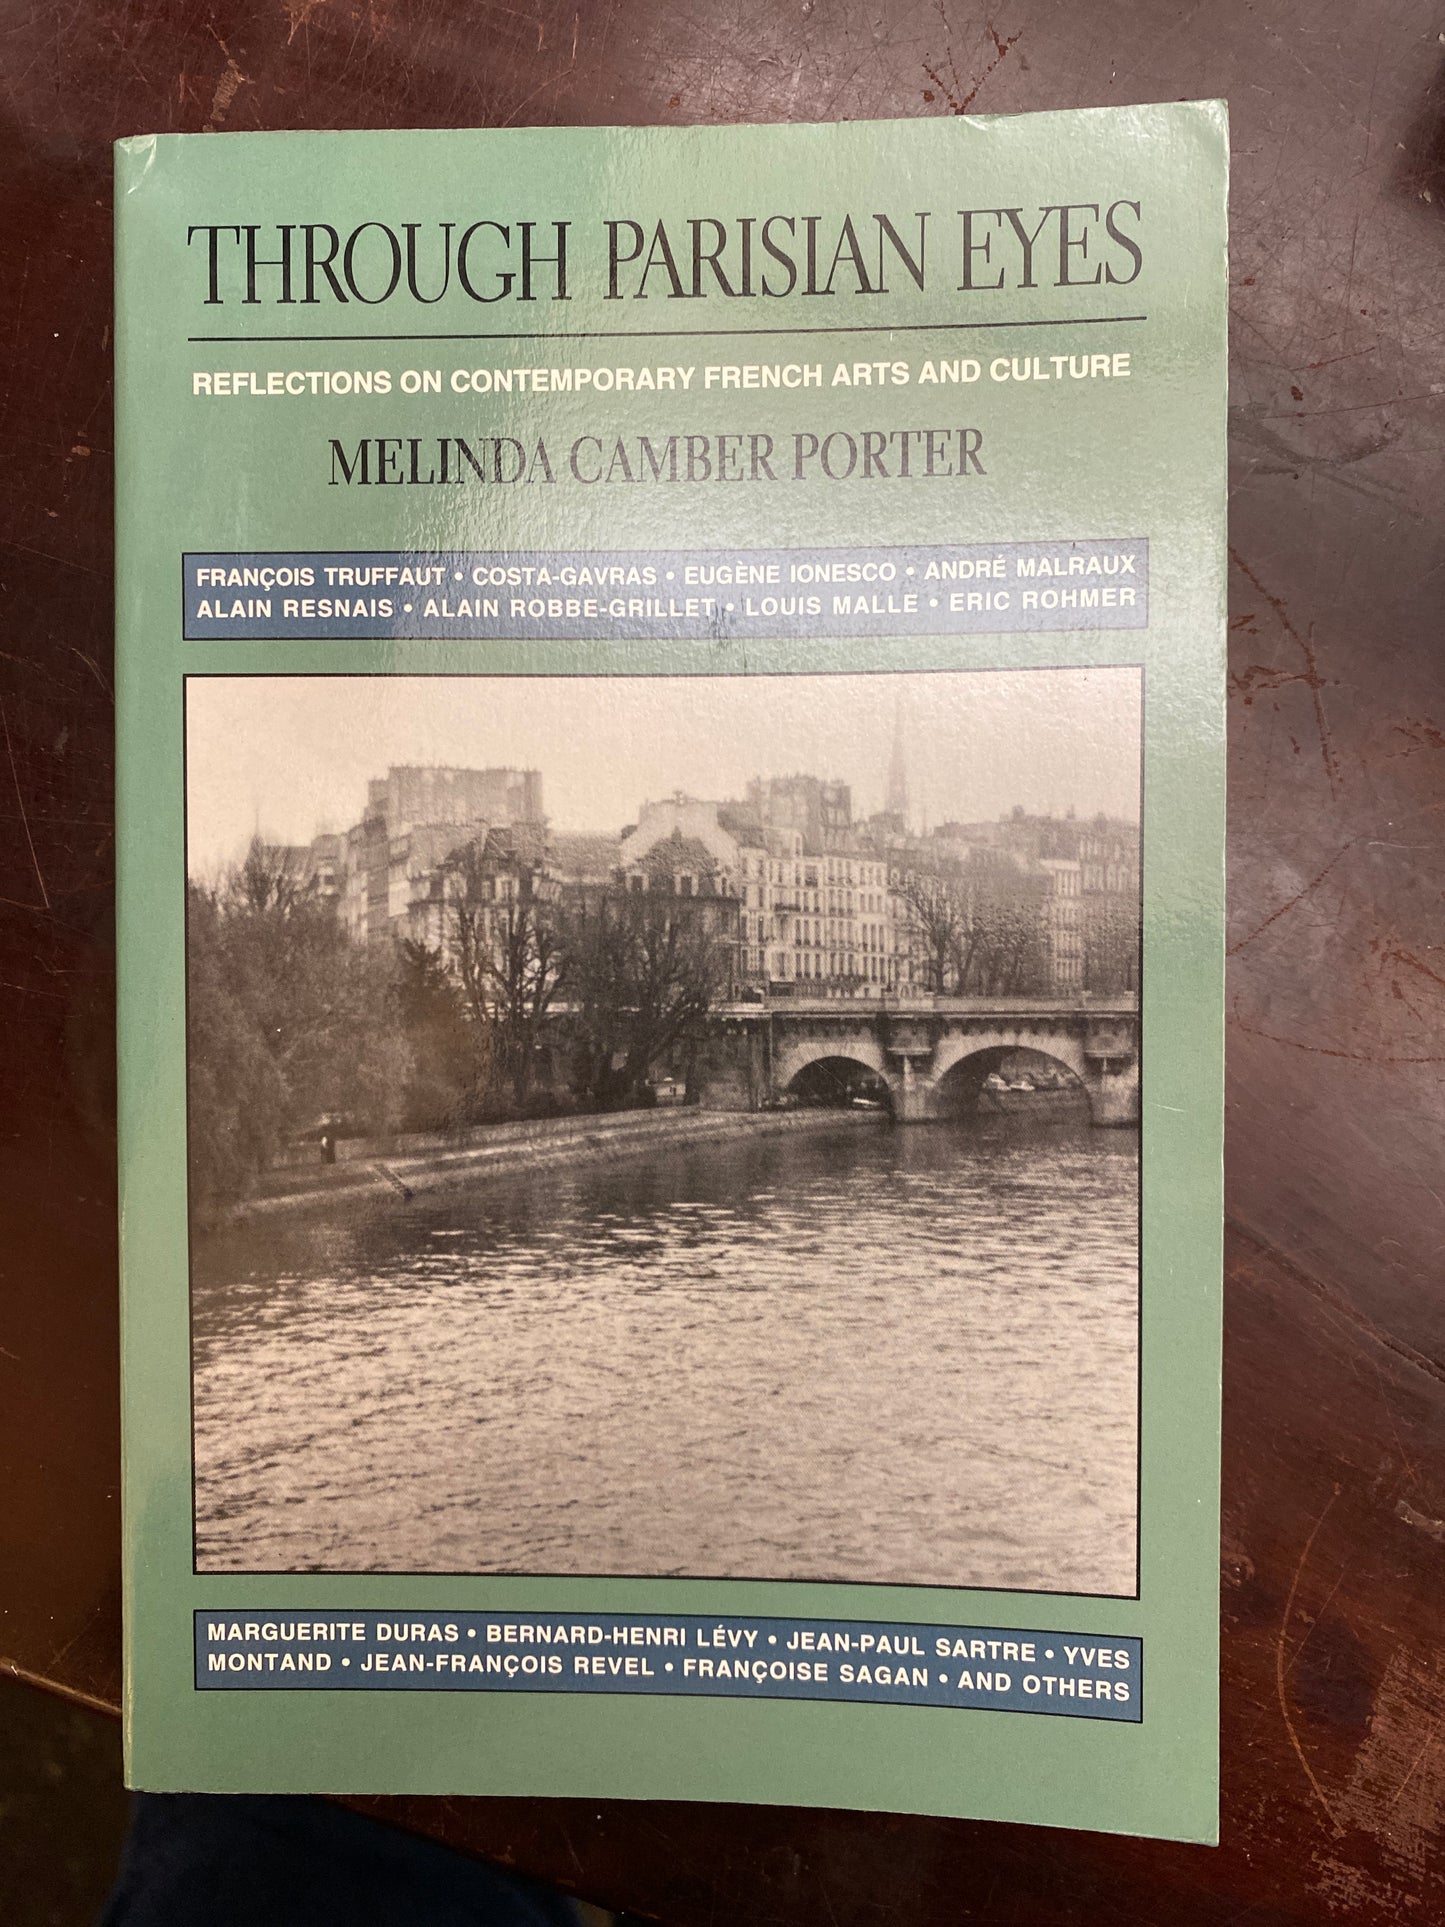 THROUGH PARISIAN EYES
REFLECTIONS ON CONTEMPORARY FRENCH ARTS AND CULTURE
MELINDA CAMBER PORTER
FRANÇOIS TRUFFAUT • COSTA-GAVRAS • EUGÈNE IONESCO • ANDRÉ MALRAUX
ALAIN RESNAIS • ALAIN ROBBE-GRILLET • LOUIS MALLE • ERIC ROHMER
MARGUERITE DURAS • BERNARD-HENRI LÉVY • JEAN-PAUL SARTRE • YVES
MONTAND • JEAN-FRANÇOIS REVEL • FRANÇOISE SAGAN • AND OTHERS